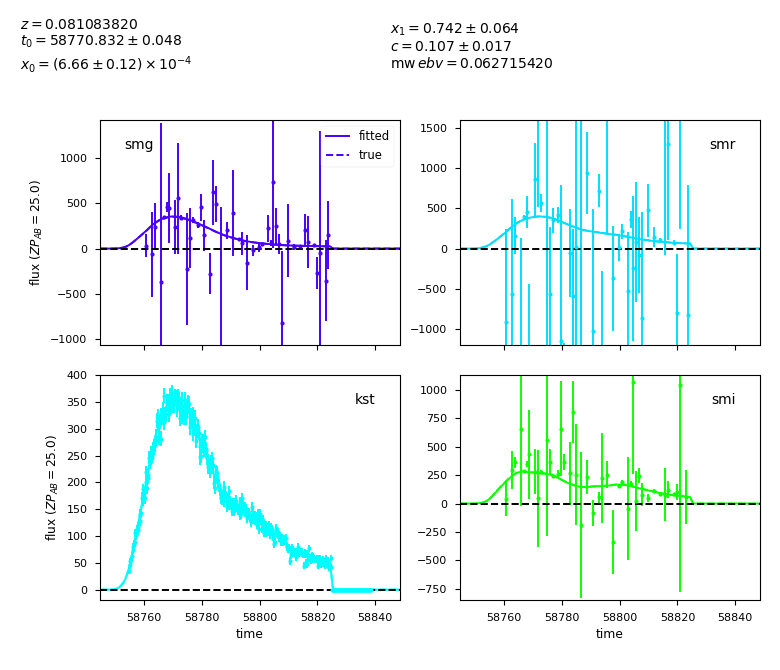 z = 0.081083820
t₀ = 58770.832 ± 0.048
x₀ = (6.66 ± 0.12) × 10⁻⁴
x₁ = 0.742 ± 0.064
c = 0.107 ± 0.017
mw ebv = 0.062715420
smg
fitted
true
1000
500
0
−500
−1000
flux (ZP_AB = 25.0)
smr
1500
1000
500
0
−500
−1000
kst
400
350
300
250
200
150
100
50
0
flux (ZP_AB = 25.0)
58760 58780 58800 58820 58840
time
smi
1000
750
500
250
0
−250
−500
−750
58760 58780 58800 58820 58840
time